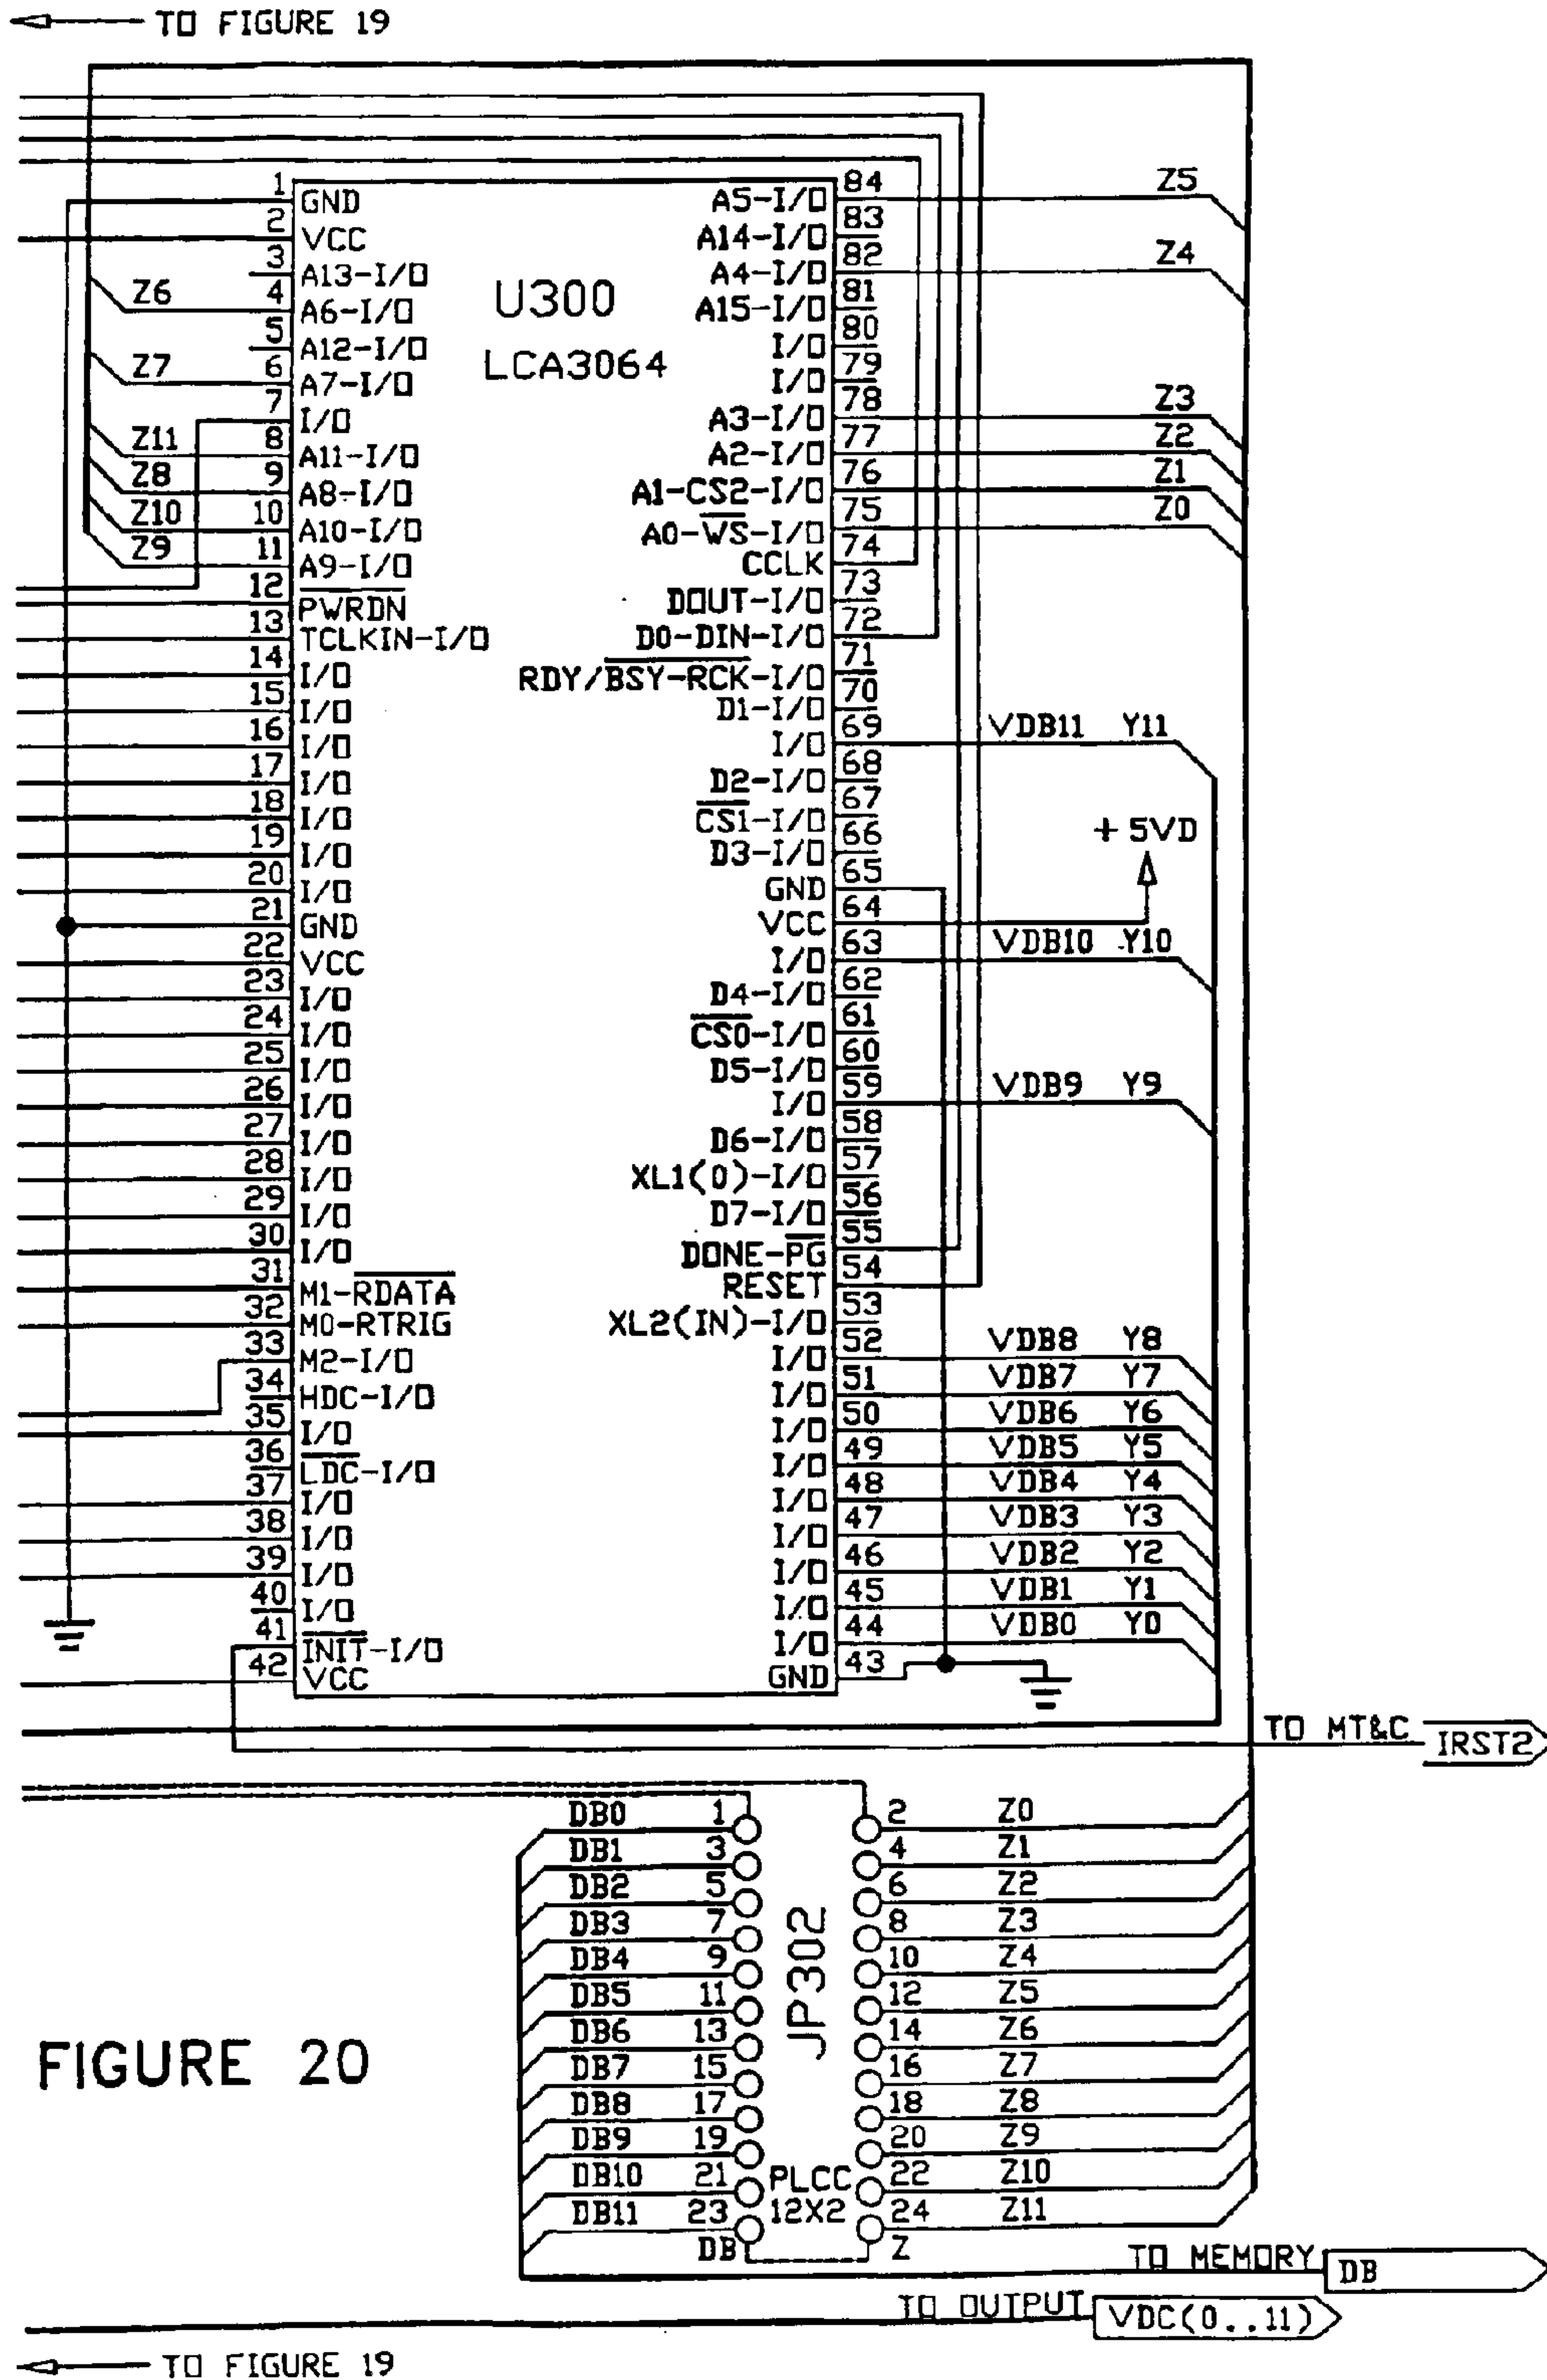 TO FIGURE 19
1 GND
2 VCC
3 A13-I/O
Z6 4 A6-I/O
5 A12-I/O
Z7 6 A7-I/O
7 I/O
Z11 8 A11-I/O
Z8 9 A8-I/O
Z10 10 A10-I/O
Z9 11 A9-I/O
12 PWRDN
13 TCLKIN-I/O
14 I/O
15 I/O
16 I/O
17 I/O
18 I/O
19 I/O
20 I/O
21 GND
22 VCC
23 I/O
24 I/O
25 I/O
26 I/O
27 I/O
28 I/O
29 I/O
30 I/O
31 M1-RDATA
32 M0-RTRIG
33 M2-I/O
34 HDC-I/O
35 I/O
36 LDC-I/O
37 I/O
38 I/O
39 I/O
40 I/O
41 INIT-I/O
42 VCC
U300
LCA3064
A5-I/O 84 Z5
A14-I/O 83
A4-I/O 82 Z4
A15-I/O 81
I/O 80
I/O 79
A3-I/O 78 Z3
A2-I/O 77 Z2
A1-CS2-I/O 76 Z1
A0-WS-I/O 75 Z0
CCLK 74
DOUT-I/O 73
D0-DIN-I/O 72
RDY/BSY-RCK-I/O 71
D1-I/O 70
I/O 69 VDB11 Y11
D2-I/O 68
CS1-I/O 67
D3-I/O 66
+5VD
GND 65
VCC 64
I/O 63 VDB10 Y10
D4-I/O 62
CS0-I/O 61
D5-I/O 60
I/O 59 VDB9 Y9
D6-I/O 58
XL1(0)-I/O 57
D7-I/O 56
DONE-PG 55
RESET 54
XL2(IN)-I/O 53
I/O 52 VDB8 Y8
I/O 51 VDB7 Y7
I/O 50 VDB6 Y6
I/O 49 VDB5 Y5
I/O 48 VDB4 Y4
I/O 47 VDB3 Y3
I/O 46 VDB2 Y2
I/O 45 VDB1 Y1
I/O 44 VDB0 Y0
GND 43
TO MT&C IRST2
DB0 1 2 Z0
DB1 3 4 Z1
DB2 5 6 Z2
DB3 7 8 Z3
DB4 9 10 Z4
DB5 11 12 Z5
DB6 13 14 Z6
DB7 15 16 Z7
DB8 17 18 Z8
DB9 19 20 Z9
DB10 21 22 Z10
DB11 23 24 Z11
JP302
PLCC
12X2
DB Z
FIGURE 20
TO MEMORY DB
TO OUTPUT VDC(0..11)
TO FIGURE 19